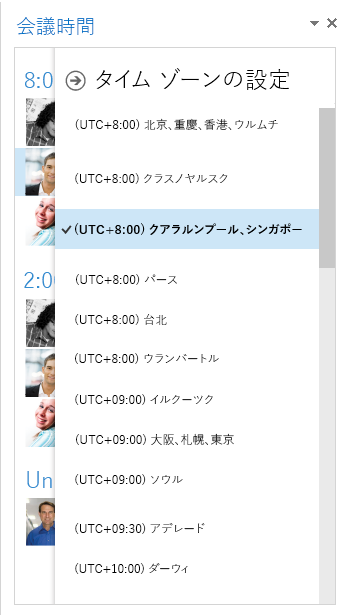 会議時間
8:0
タイム ゾーンの設定
(UTC+8:00) 北京、重慶、香港、ウルムチ
(UTC+8:00) クラスノヤルスク
(UTC+8:00) クアラルンプール、シンガポー
2:0
(UTC+8:00) パース
(UTC+8:00) 台北
(UTC+8:00) ウランバートル
(UTC+09:00) イルクーツク
(UTC+09:00) 大阪、札幌、東京
Un
(UTC+09:00) ソウル
(UTC+09:30) アデレード
(UTC+10:00) ダーウィ